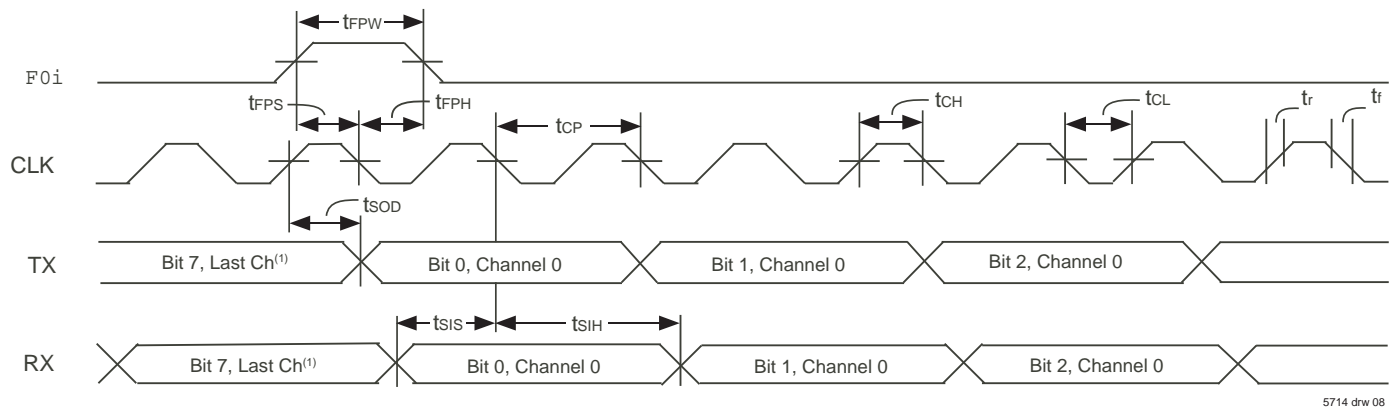 tFPW
F0i
tFPS
tFPH
tCP
tCH
tCL
tr
tf
CLK
tSOD
TX
Bit 7, Last Ch(1)
Bit 0, Channel 0
Bit 1, Channel 0
Bit 2, Channel 0
tSIS
tSIH
RX
Bit 7, Last Ch(1)
Bit 0, Channel 0
Bit 1, Channel 0
Bit 2, Channel 0
5714 drw 08